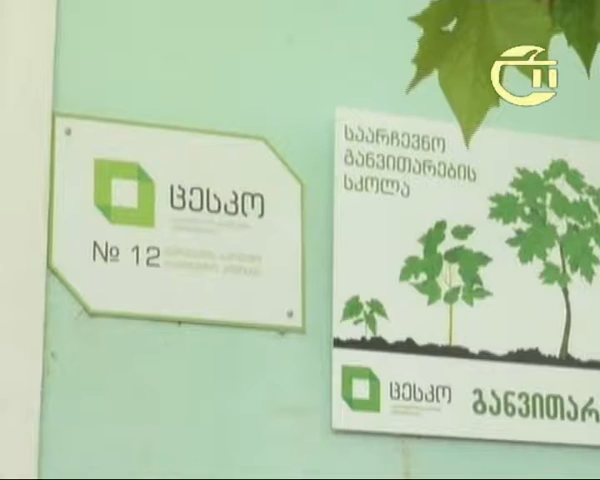 ცესკო
№ 12
საარჩევნო
განვითარების
სკოლა
ცესკო
განვითარ